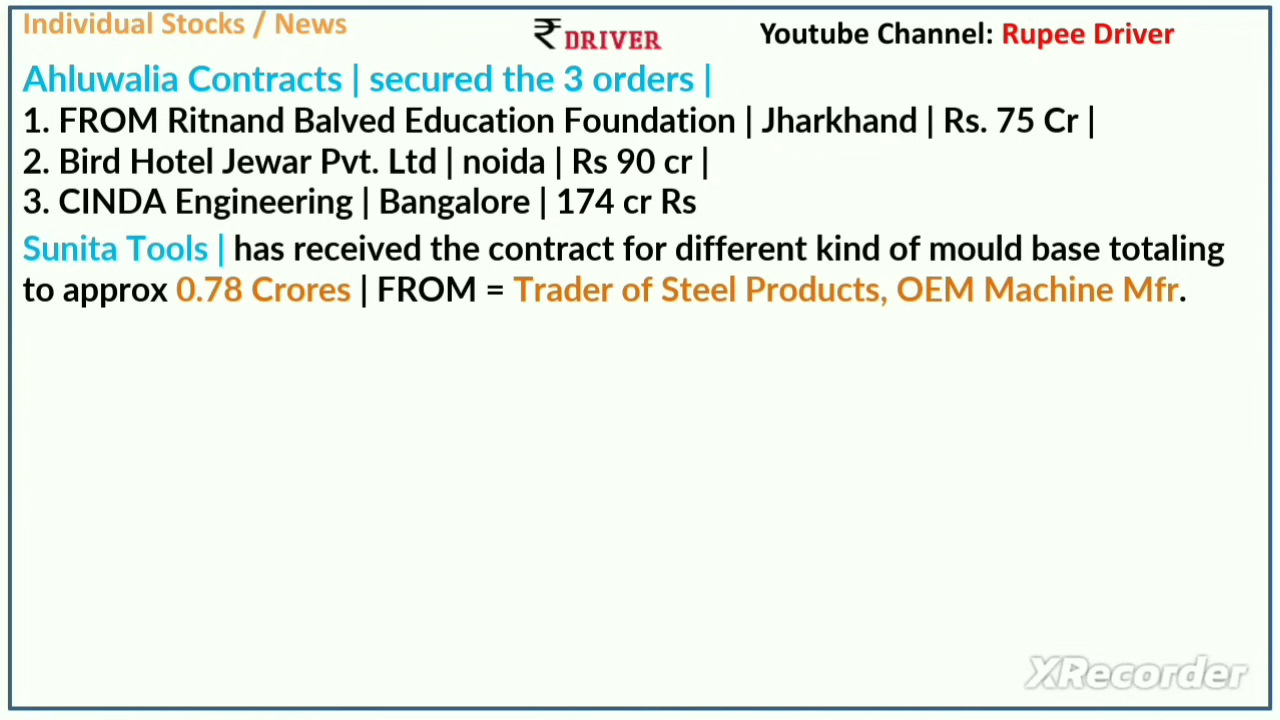 Individual Stocks / News
₹ DRIVER
Youtube Channel: Rupee Driver
Ahluwalia Contracts | secured the 3 orders |
1. FROM Ritnand Balved Education Foundation | Jharkhand | Rs. 75 Cr |
2. Bird Hotel Jewar Pvt. Ltd | noida | Rs 90 cr |
3. CINDA Engineering | Bangalore | 174 cr Rs
Sunita Tools | has received the contract for different kind of mould base totaling
to approx 0.78 Crores | FROM = Trader of Steel Products, OEM Machine Mfr.
XRecorder